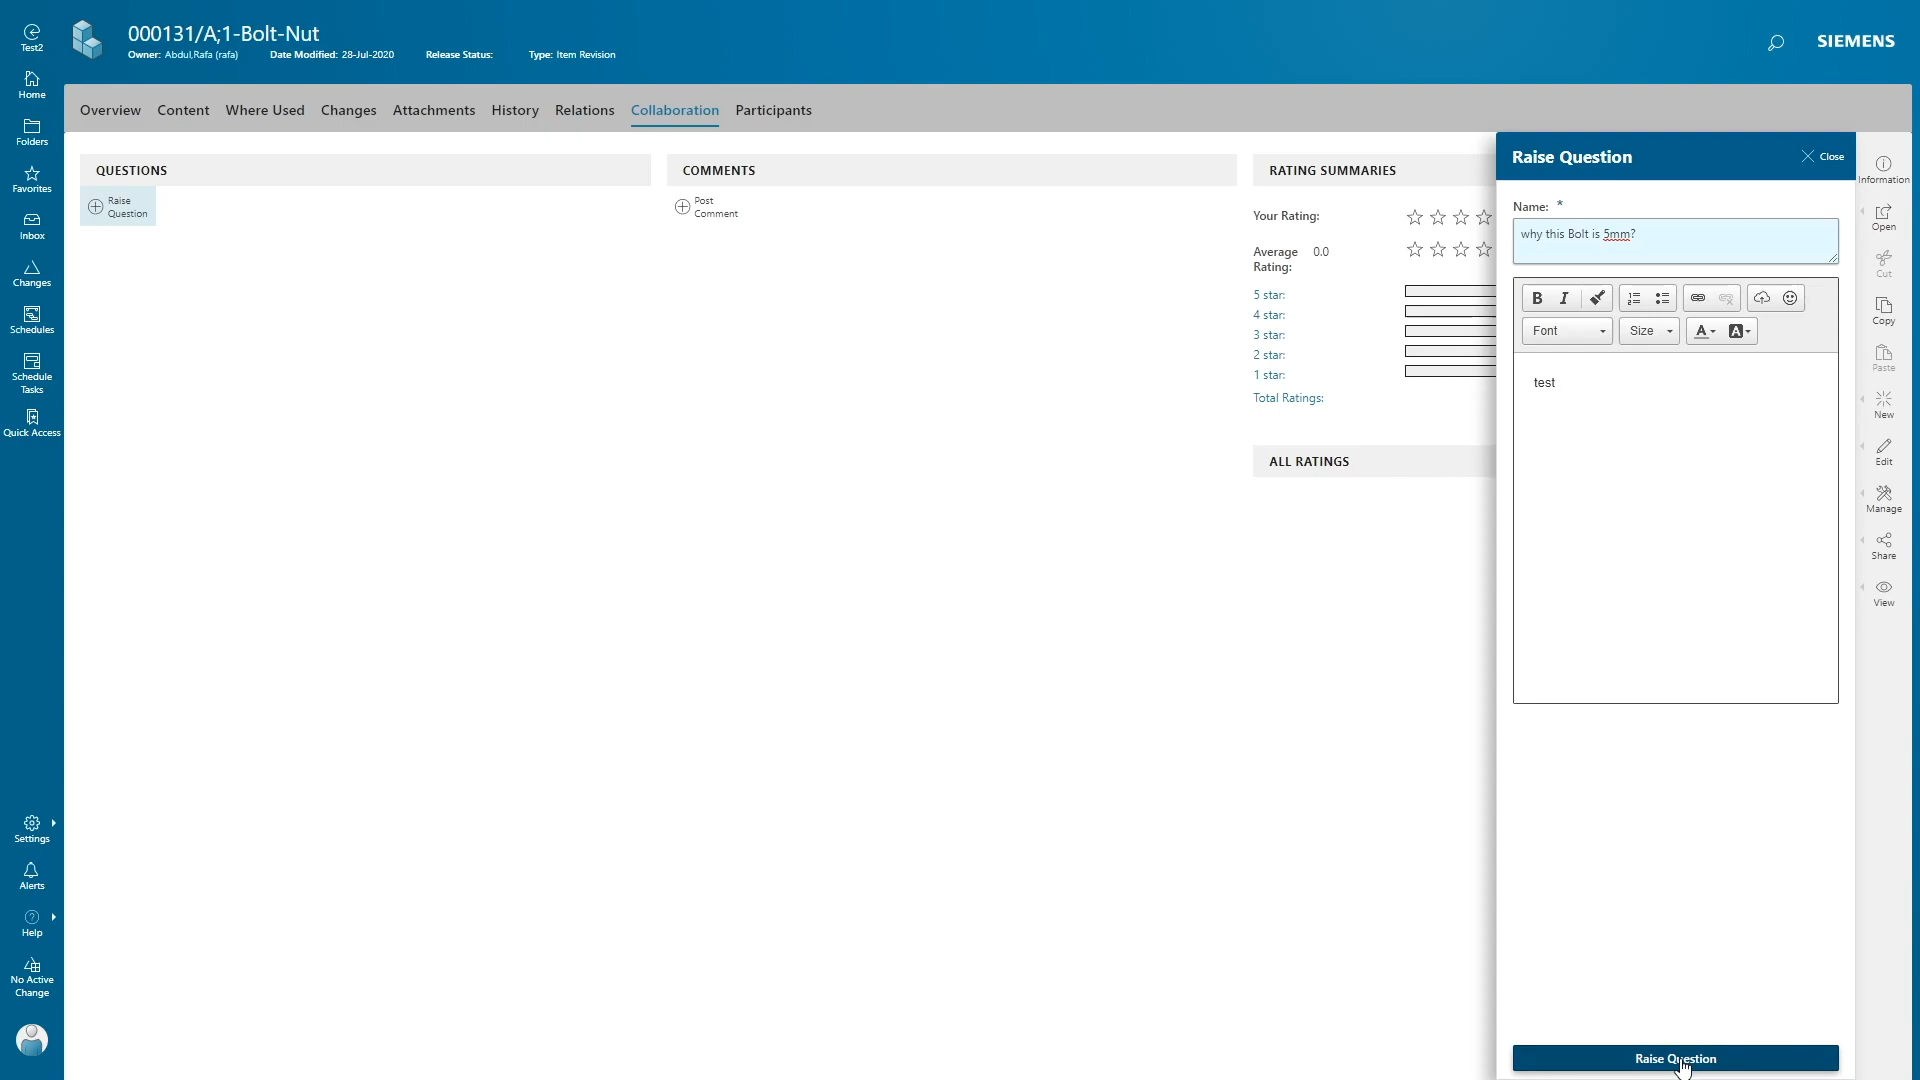 Test2
000131/A;1-Bolt-Nut
Owner: Abdul,Rafa (rafa) Date Modified: 28-Jul-2020 Release Status: Type: Item Revision
SIEMENS
Home
Folders
Favorites
Inbox
Changes
Schedules
Schedule
Tasks
Quick Access
Settings
Alerts
Help
No Active
Change
Overview Content Where Used Changes Attachments History Relations Collaboration Participants
QUESTIONS
Raise
Question
COMMENTS
Post
Comment
RATING SUMMARIES
Your Rating:
Average 0.0
Rating:
5 star:
4 star:
3 star:
2 star:
1 star:
Total Ratings:
ALL RATINGS
Raise Question Close
Name: *
why this Bolt is 5mm?
B I
Font Size A A
test
Raise Question
Information
Open
Cut
Copy
Paste
New
Edit
Manage
Share
View